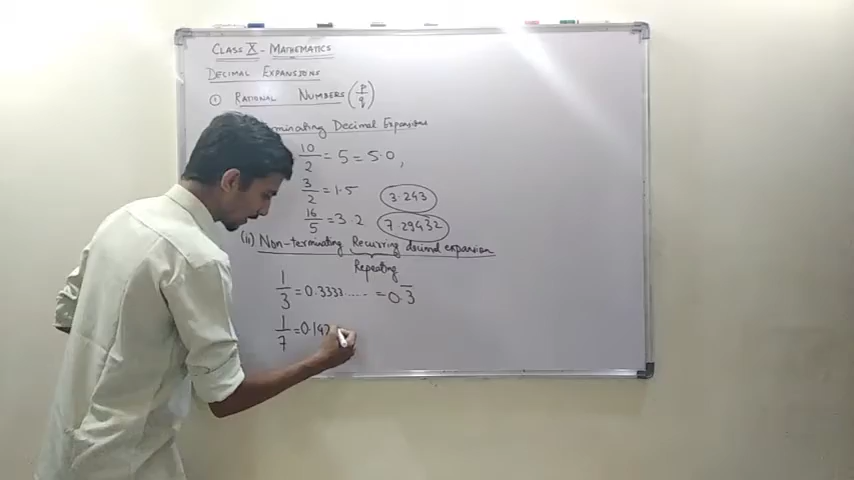 CLASS X - MATHEMATICS
DECIMAL EXPANSIONS
① RATIONAL NUMBERS (p/q)
Terminating Decimal Expansions
10/2 = 5 = 5.0 ,
3/2 = 1.5 3.243
16/5 = 3.2 7.29432
(ii) Non-terminating Recurring decimal expansion
Repeating
1/3 = 0.3333..... = 0.3̅
1/7 = 0.142